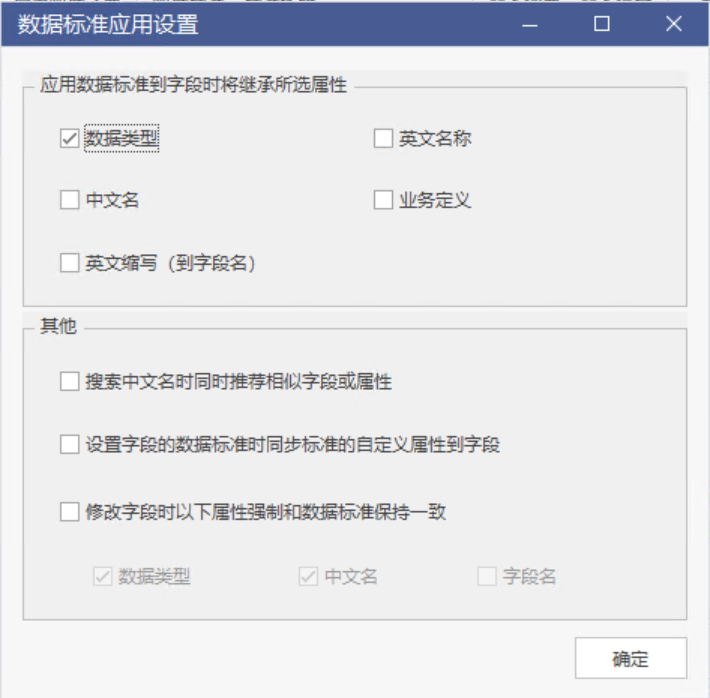 数据标准应用设置
应用数据标准到字段时将继承所选属性
数据类型 英文名称
中文名 业务定义
英文缩写（到字段名）
其他
搜索中文名时同时推荐相似字段或属性
设置字段的数据标准时同步标准的自定义属性到字段
修改字段时以下属性强制和数据标准保持一致
数据类型 中文名 字段名
确定